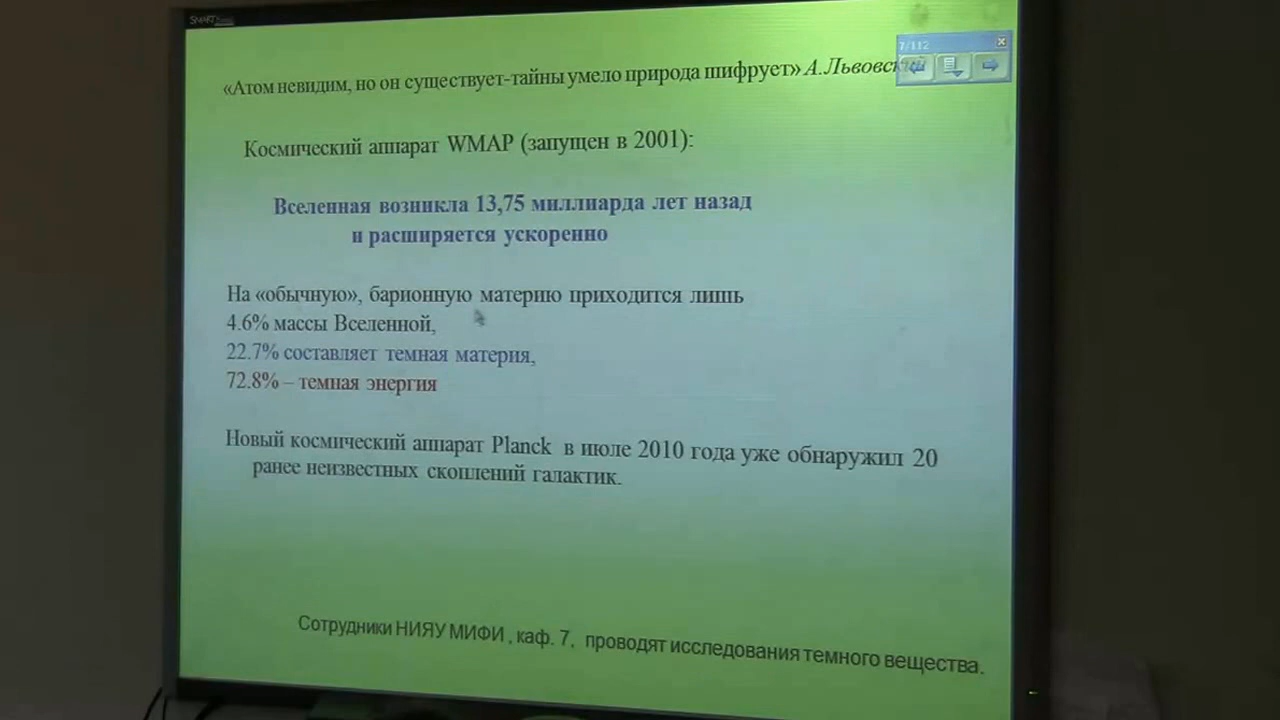 SMART
7/112
«Атом невидим, но он существует-тайны умело природа шифрует» А.Львовский
Космический аппарат WMAP (запущен в 2001):
Вселенная возникла 13,75 миллиарда лет назад
и расширяется ускоренно
На «обычную», барионную материю приходится лишь
4.6% массы Вселенной,
22.7% составляет темная материя,
72.8% – темная энергия
Новый космический аппарат Planck в июле 2010 года уже обнаружил 20
ранее неизвестных скоплений галактик.
Сотрудники НИЯУ МИФИ , каф. 7, проводят исследования темного вещества.